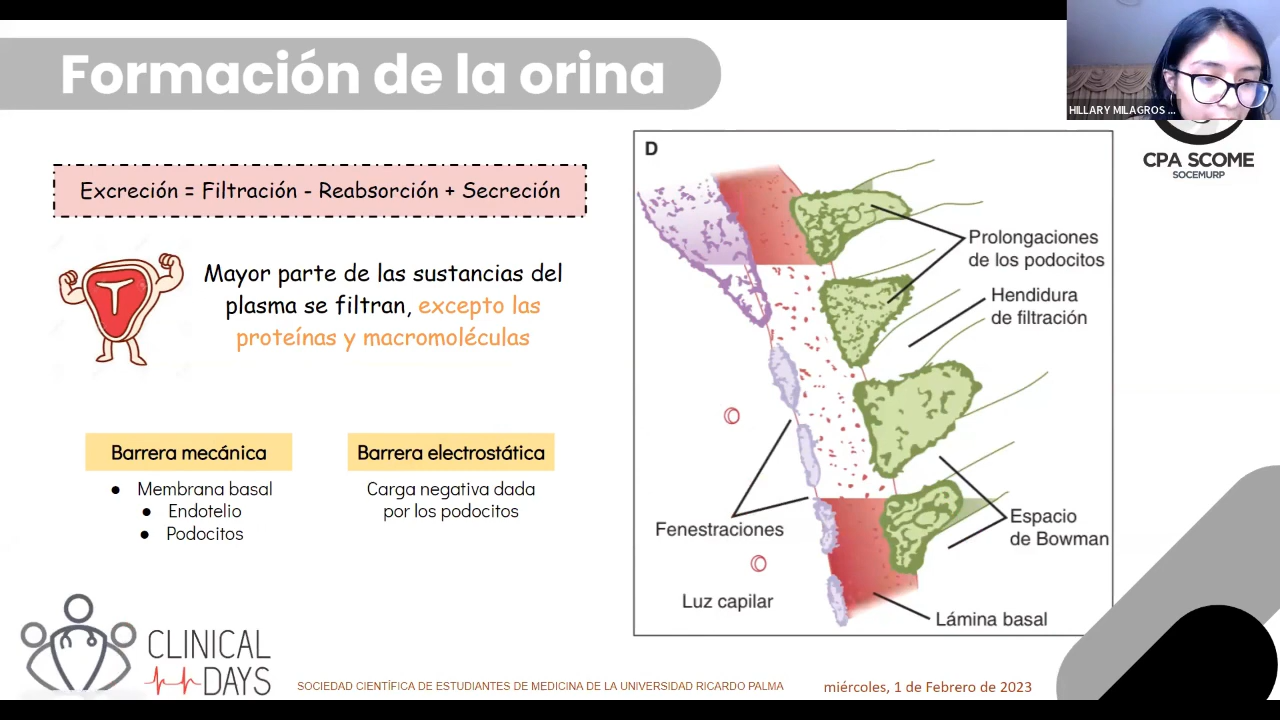 Formación de la orina
HILLARY MILAGROS ...
CPA SCOME
SOCEMURP
Excreción = Filtración - Reabsorción + Secreción
Mayor parte de las sustancias del
plasma se filtran, excepto las
proteínas y macromoléculas
Barrera mecánica
● Membrana basal
● Endotelio
● Podocitos
Barrera electrostática
Carga negativa dada
por los podocitos
D
Prolongaciones
de los podocitos
Hendidura
de filtración
Fenestraciones
Espacio
de Bowman
Luz capilar
Lámina basal
CLINICAL
DAYS
SOCIEDAD CIENTÍFICA DE ESTUDIANTES DE MEDICINA DE LA UNIVERSIDAD RICARDO PALMA
miércoles, 1 de Febrero de 2023